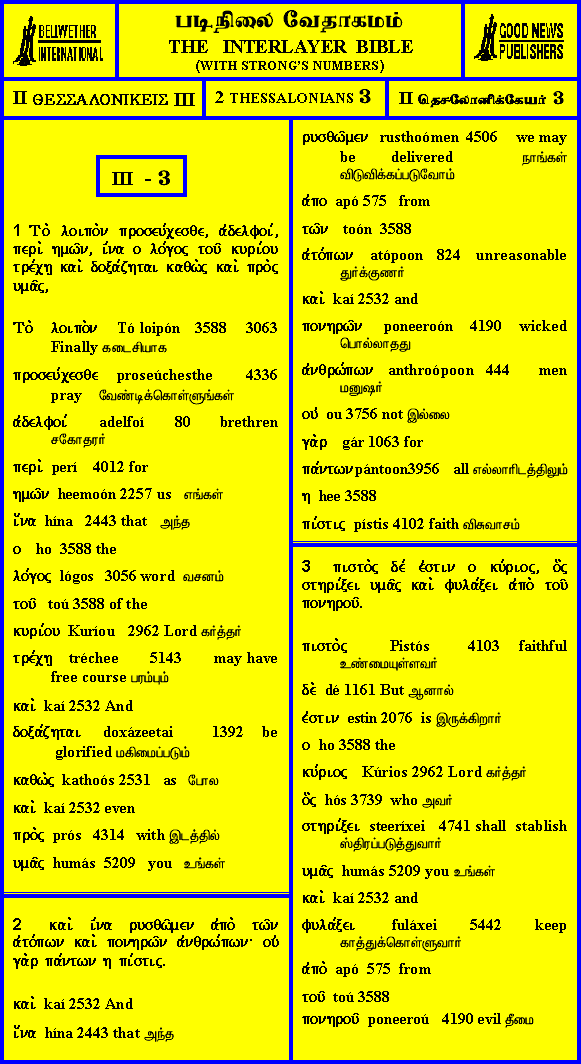 BELLWETHER
INTERNATIONAL
படிநிலை வேதாகமம்
THE INTERLAYER BIBLE
(WITH STRONG'S NUMBERS)
GOOD NEWS
PUBLISHERS
II ΘΕΣΣΑΛΟΝΙΚΕΙΣ III
2 THESSALONIANS 3
II தெசலோனிக்கேயர் 3
III - 3
1 Τὸ λοιπὸν προσεύχεσθε, ἀδελφοί,
περὶ ημῶν, ίνα ο λόγος τοῦ κυρίου
τρέχῃ καὶ δοξάζηται καθὼς καὶ πρὸς
υμᾶς,
Τὸ λοιπὸν Tó loipón 3588 3063
Finally கடைசியாக
προσεύχεσθε proseúchesthe 4336
pray வேண்டிக்கொள்ளுங்கள்
ἀδελφοί adelfoí 80 brethren
சகோதரர்
περὶ perí 4012 for
ημῶν heemoón 2257 us எங்கள்
ἵνα hína 2443 that அந்த
ο ho 3588 the
λόγος lógos 3056 word வசனம்
τοῦ toú 3588 of the
κυρίου Kuríou 2962 Lord கர்த்தர்
τρέχῃ tréchee 5143 may have
free course பரம்பும்
καὶ kaí 2532 And
δοξάζηται doxázeetai 1392 be
glorified மகிமைப்படும்
καθὼς kathoós 2531 as போல
καὶ kaí 2532 even
πρὸς prós 4314 with இடத்தில்
υμᾶς humás 5209 you உங்கள்
2 καὶ ίνα ρυσθῶμεν ἀπὸ τῶν
ἀτόπων καὶ πονηρῶν ἀνθρώπων· οὐ
γὰρ πάντων η πίστις.
καὶ kaí 2532 And
ἵνα hína 2443 that அந்த
ρυσθῶμεν rusthoómen 4506 we may
be delivered நாங்கள்
விடுவிக்கப்படுவோம்
ἀπο apó 575 from
τῶν toón 3588
ἀτόπων atópoon 824 unreasonable
துர்க்குணர்
καὶ kaí 2532 and
πονηρῶν poneeroón 4190 wicked
பொல்லாதது
ἀνθρώπων anthroópoon 444 men
மனுஷர்
οὐ ou 3756 not இல்லை
γὰρ gár 1063 for
πάντων pántoon3956 all எல்லாரிடத்திலும்
η hee 3588
πίστις pístis 4102 faith விசுவாசம்
3 πιστὸς δέ ἐστιν ο κύριος, ὃς
στηρίξει υμᾶς καὶ φυλάξει ἀπὸ τοῦ
πονηροῦ.
πιστὸς Pistós 4103 faithful
உண்மையுள்ளவர்
δὲ dé 1161 But ஆனால்
ἐστιν estin 2076 is இருக்கிறார்
ο ho 3588 the
κύριος Kúrios 2962 Lord கர்த்தர்
ὃς hós 3739 who அவர்
στηρίξει steeríxei 4741 shall stablish
ஸ்திரப்படுத்துவார்
υμᾶς humás 5209 you உங்கள்
καὶ kaí 2532 and
φυλάξει fuláxei 5442 keep
காத்துக்கொள்ளுவார்
ἀπὸ apó 575 from
τοῦ toú 3588
πονηροῦ poneeroú 4190 evil தீமை